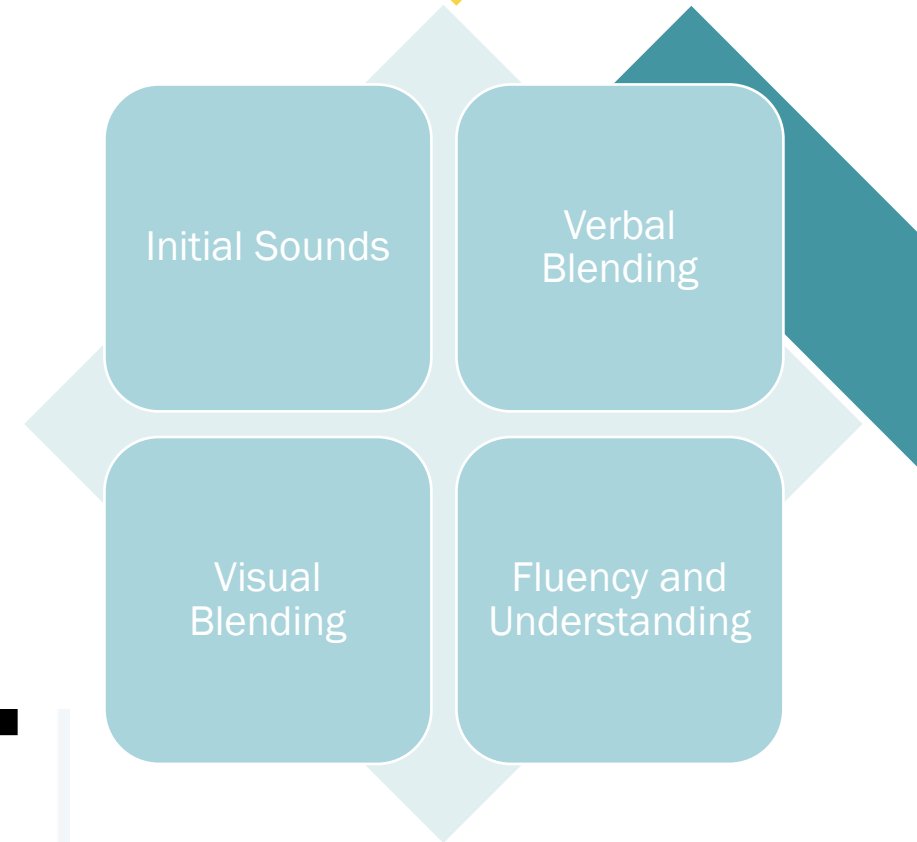 Initial Sounds
Verbal
Blending
Visual
Blending
Fluency and
Understanding